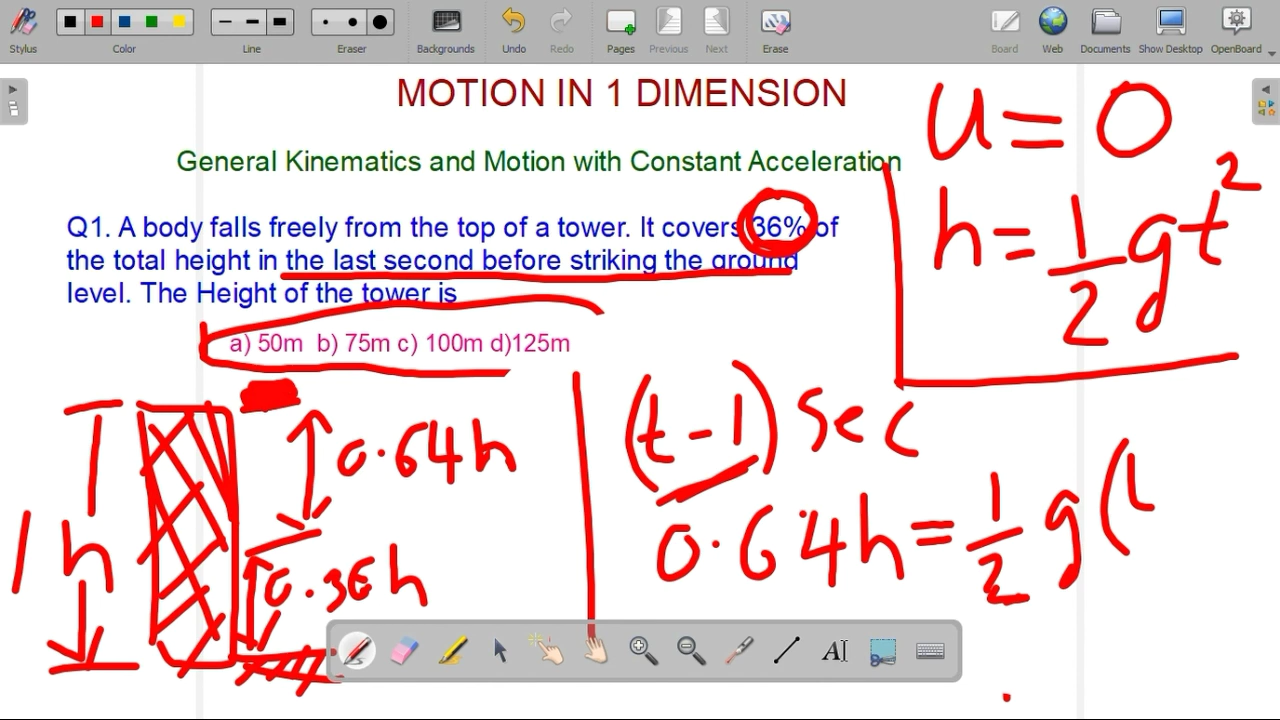 Stylus Color Line Eraser Backgrounds Undo Redo Pages Previous Next Erase Board Web Documents Show Desktop OpenBoard
MOTION IN 1 DIMENSION
General Kinematics and Motion with Constant Acceleration
Q1. A body falls freely from the top of a tower. It covers 36% of
the total height in the last second before striking the ground
level. The Height of the tower is
a) 50m b) 75m c) 100m d)125m
u = 0
h = 1/2 gt²
h
0.64h
0.36h
(t-1) sec
0.64h = 1/2 g(t
AI